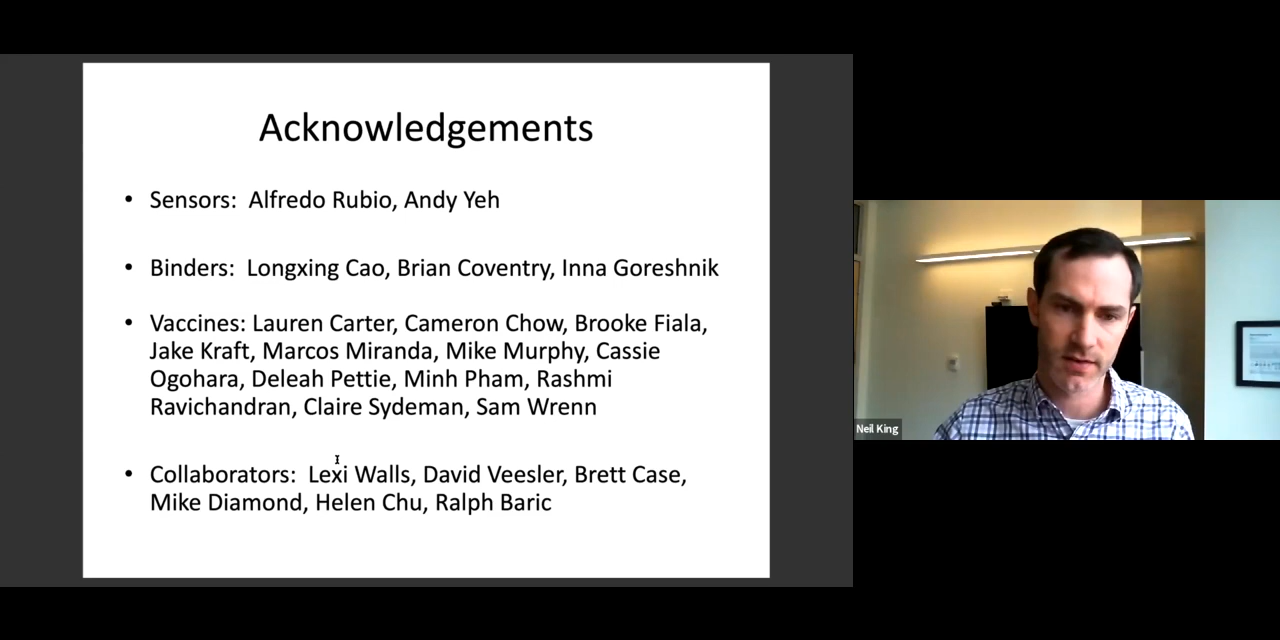 Acknowledgements
• Sensors: Alfredo Rubio, Andy Yeh
• Binders: Longxing Cao, Brian Coventry, Inna Goreshnik
• Vaccines: Lauren Carter, Cameron Chow, Brooke Fiala,
Jake Kraft, Marcos Miranda, Mike Murphy, Cassie
Ogohara, Deleah Pettie, Minh Pham, Rashmi
Ravichandran, Claire Sydeman, Sam Wrenn
• Collaborators: Lexi Walls, David Veesler, Brett Case,
Mike Diamond, Helen Chu, Ralph Baric
Neil King